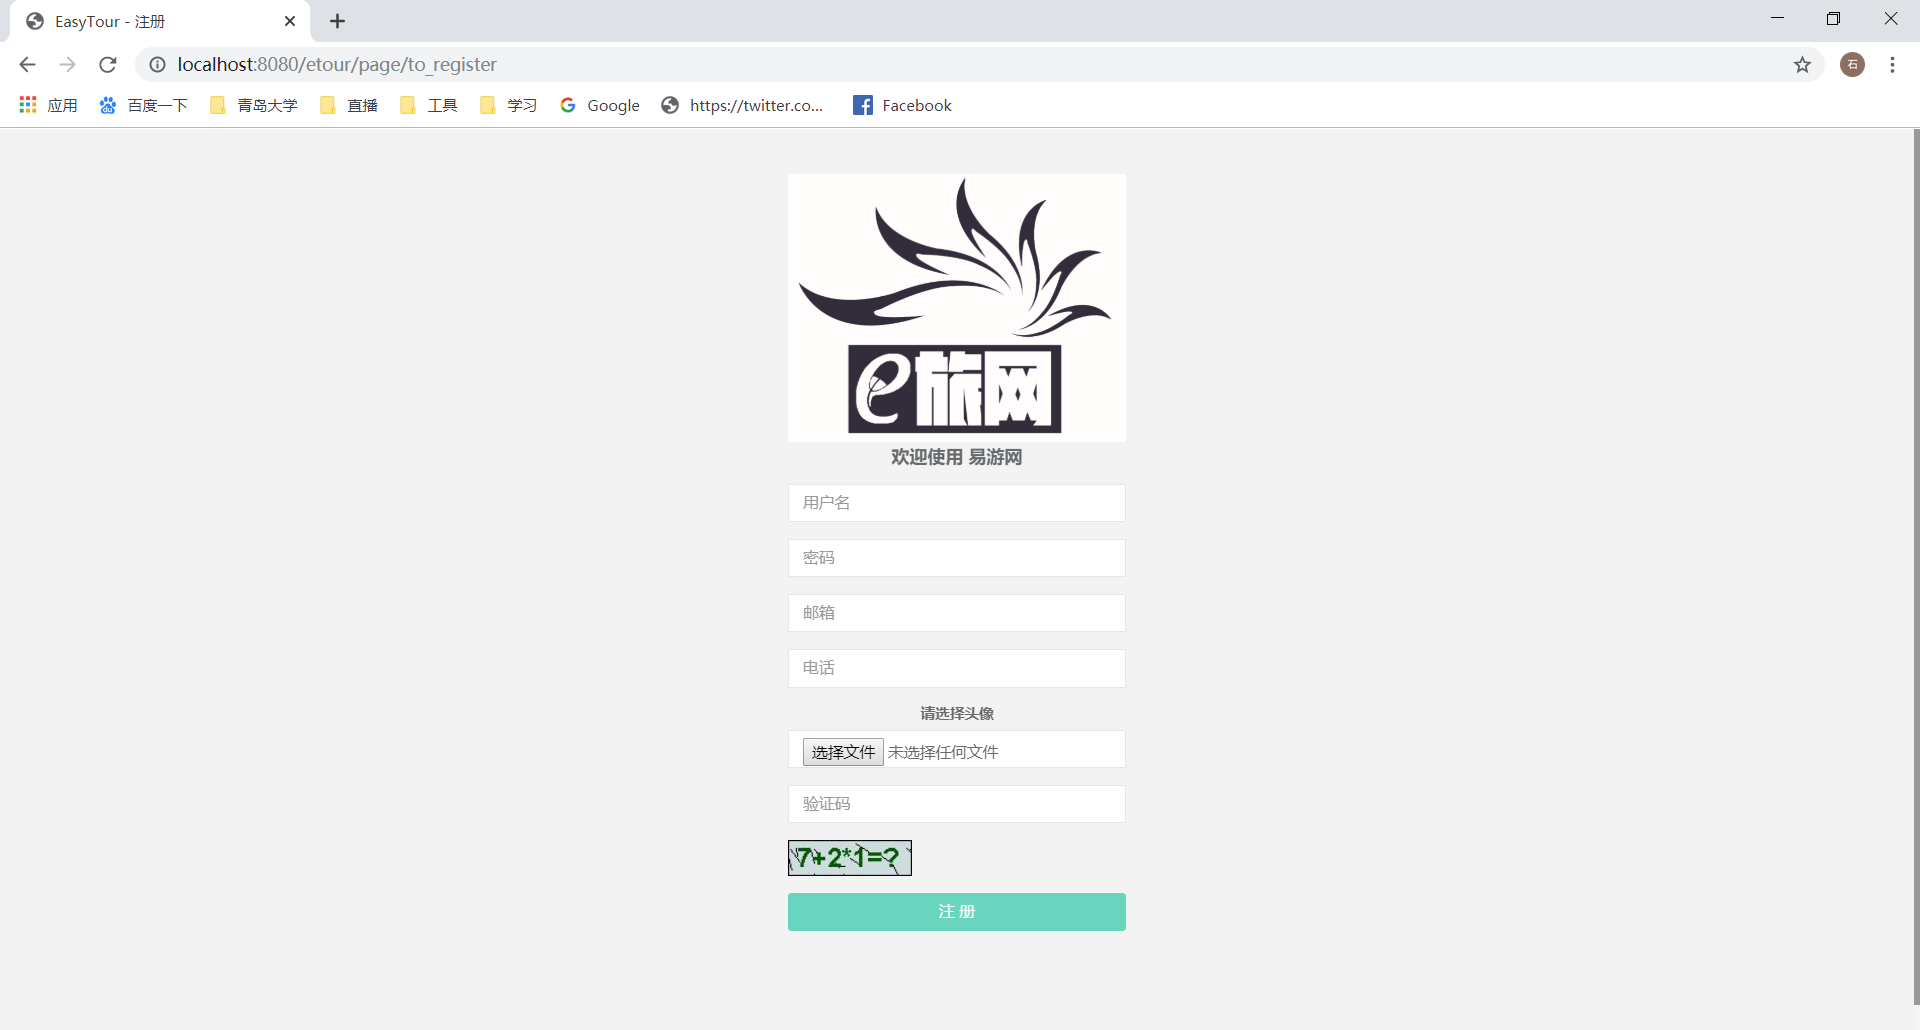 EasyTour - 注册
localhost:8080/etour/page/to_register
石
应用 百度一下 青岛大学 直播 工具 学习 Google https://twitter.co... Facebook
e旅网
欢迎使用 易游网
用户名
密码
邮箱
电话
请选择头像
选择文件 未选择任何文件
验证码
7+2*1=?
注 册